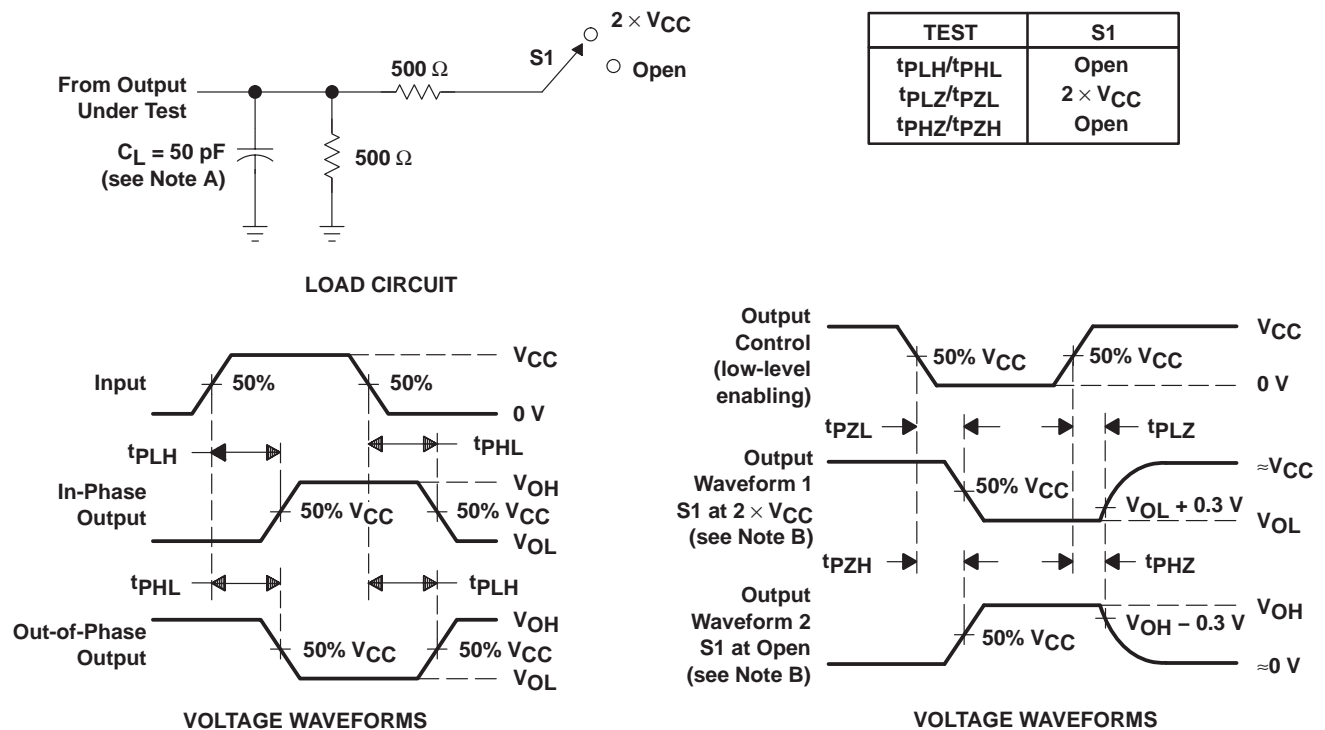 2 × VCC
S1
Open
500 Ω
From Output
Under Test
CL = 50 pF
(see Note A)
500 Ω
LOAD CIRCUIT
TEST S1
tPLH/tPHL Open
tPLZ/tPZL 2 × VCC
tPHZ/tPZH Open
Input
50%
50%
VCC
0 V
tPLH
tPHL
In-Phase
Output
50% VCC
VOH
50% VCC
VOL
tPHL
tPLH
Out-of-Phase
Output
50% VCC
VOH
50% VCC
VOL
VOLTAGE WAVEFORMS
Output
Control
(low-level
enabling)
50% VCC
50% VCC
VCC
0 V
tPZL
tPLZ
Output
Waveform 1
S1 at 2 × VCC
(see Note B)
50% VCC
≈VCC
VOL + 0.3 V
VOL
tPZH
tPHZ
Output
Waveform 2
S1 at Open
(see Note B)
50% VCC
VOH
VOH − 0.3 V
≈0 V
VOLTAGE WAVEFORMS